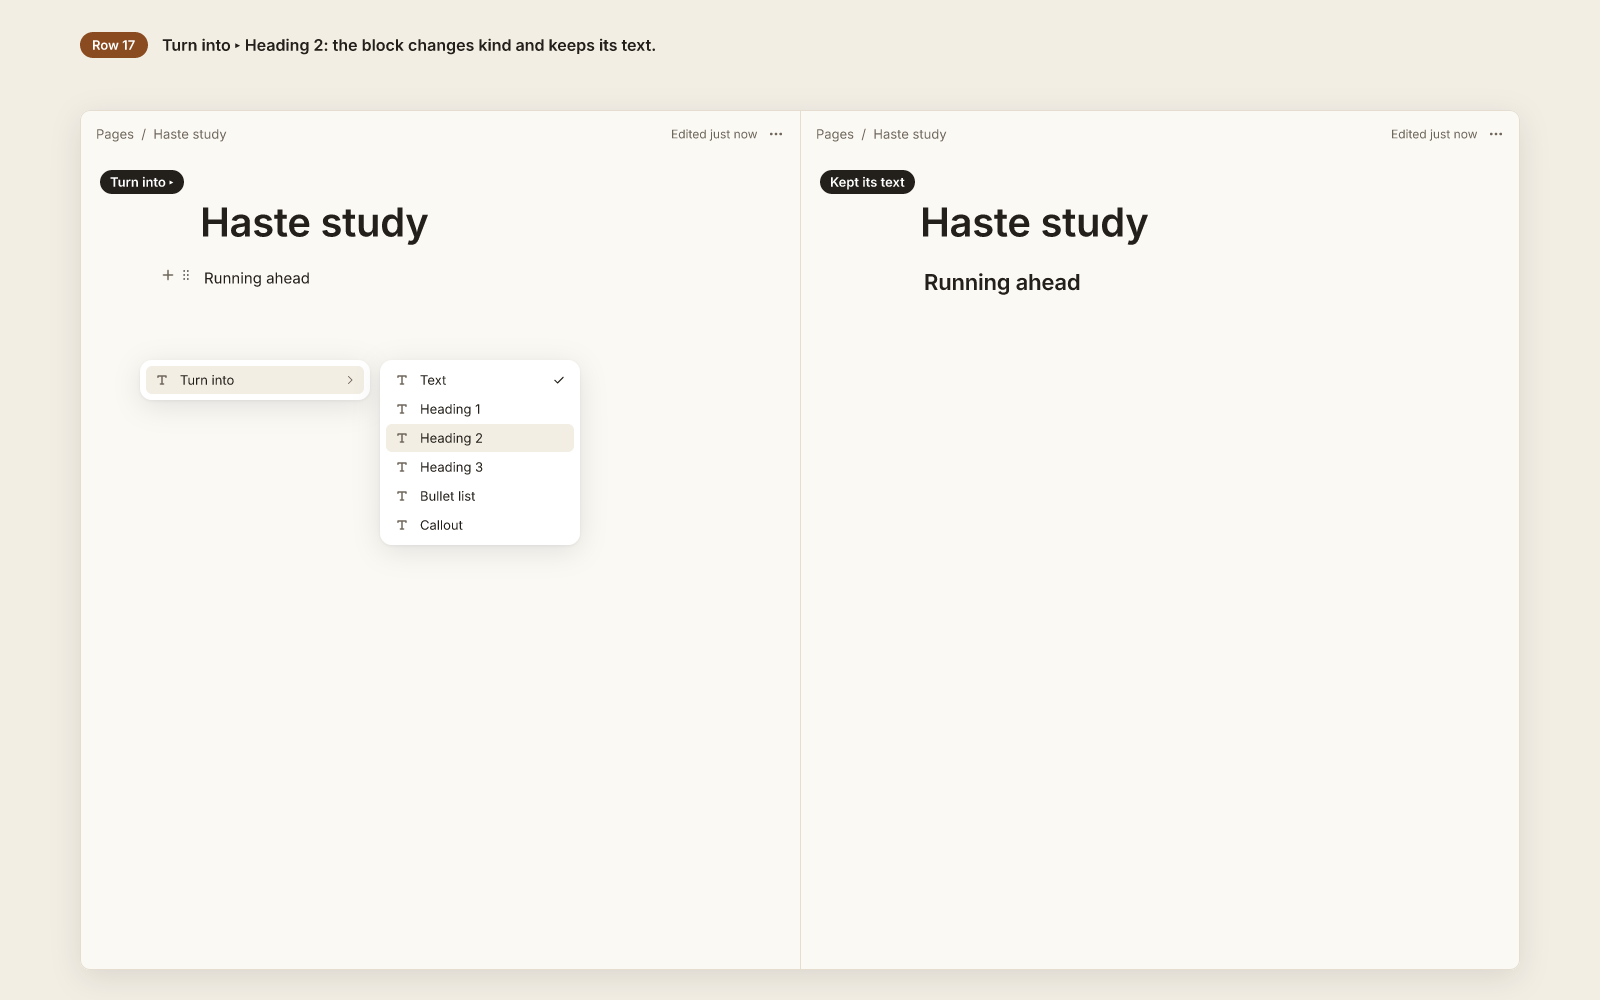 Row 17
Turn into ▸ Heading 2: the block changes kind and keeps its text.
Pages / Haste study
Edited just now
Turn into ▸
Haste study
Running ahead
Turn into
Text
Heading 1
Heading 2
Heading 3
Bullet list
Callout
Pages / Haste study
Edited just now
Kept its text
Haste study
Running ahead